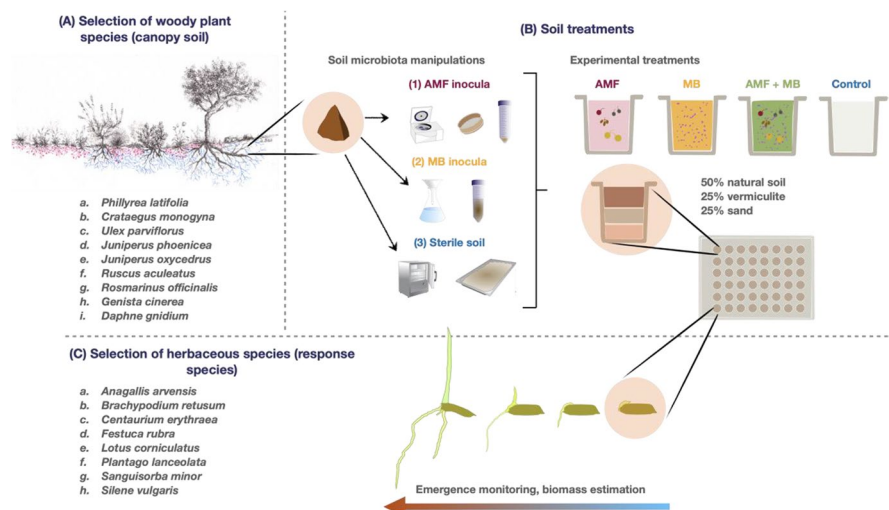 (A) Selection of woody plant
species (canopy soil)
a. Phillyrea latifolia
b. Crataegus monogyna
c. Ulex parviflorus
d. Juniperus phoenicea
e. Juniperus oxycedrus
f. Ruscus aculeatus
g. Rosmarinus officinalis
h. Genista cinerea
i. Daphne gnidium
(B) Soil treatments
Soil microbiota manipulations
(1) AMF inocula
(2) MB inocula
(3) Sterile soil
Experimental treatments
AMF MB AMF + MB Control
50% natural soil
25% vermiculite
25% sand
(C) Selection of herbaceous species (response
species)
a. Anagallis arvensis
b. Brachypodium retusum
c. Centaurium erythraea
d. Festuca rubra
e. Lotus corniculatus
f. Plantago lanceolata
g. Sanguisorba minor
h. Silene vulgaris
Emergence monitoring, biomass estimation